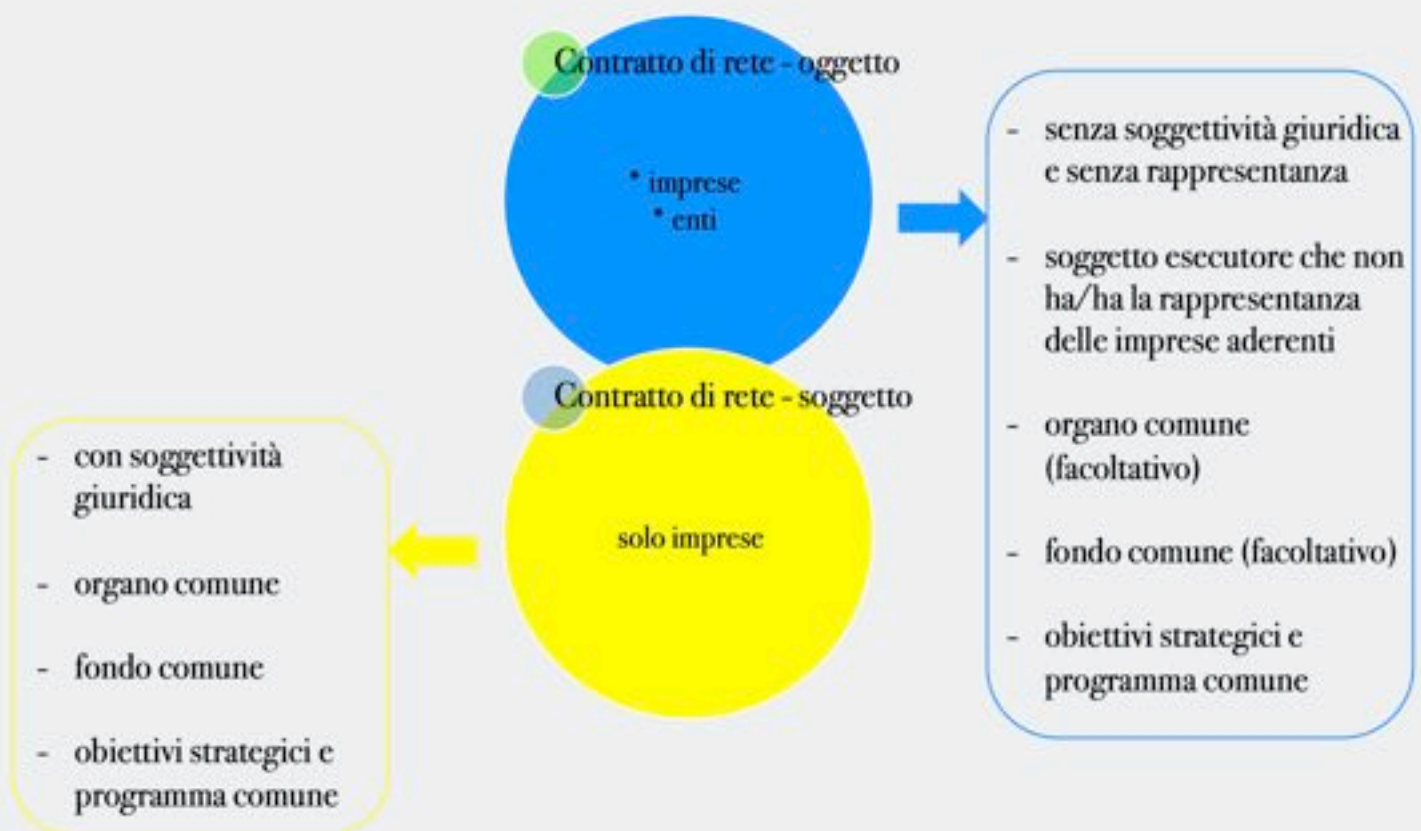 Contratto di rete - oggetto
* imprese
* enti
- senza soggettività giuridica
e senza rappresentanza
- soggetto esecutore che non
ha/ha la rappresentanza
delle imprese aderenti
- organo comune
(facoltativo)
- fondo comune (facoltativo)
- obiettivi strategici e
programma comune
Contratto di rete - soggetto
solo imprese
- con soggettività
giuridica
- organo comune
- fondo comune
- obiettivi strategici e
programma comune